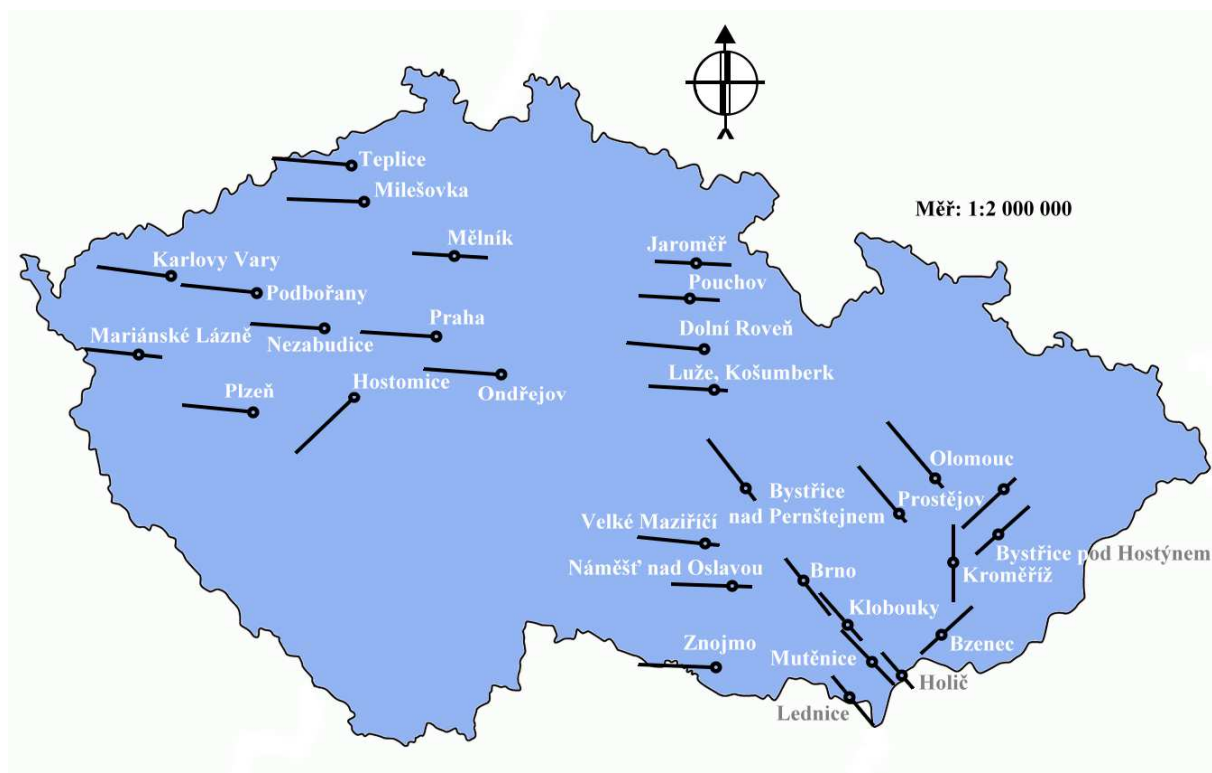 Teplice
Milešovka
Měř: 1:2 000 000
Mělník
Jaroměř
Karlovy Vary
Pouchov
Podbořany
Praha
Dolní Roveň
Mariánské Lázně
Nezabudice
Luže, Košumberk
Hostomice
Plzeň
Ondřejov
Olomouc
Bystřice
nad Pernštejnem
Prostějov
Velké Maziříčí
Bystřice pod Hostýnem
Náměšť nad Oslavou
Brno
Kroměříž
Klobouky
Znojmo
Mutěnice
Bzenec
Holič
Lednice